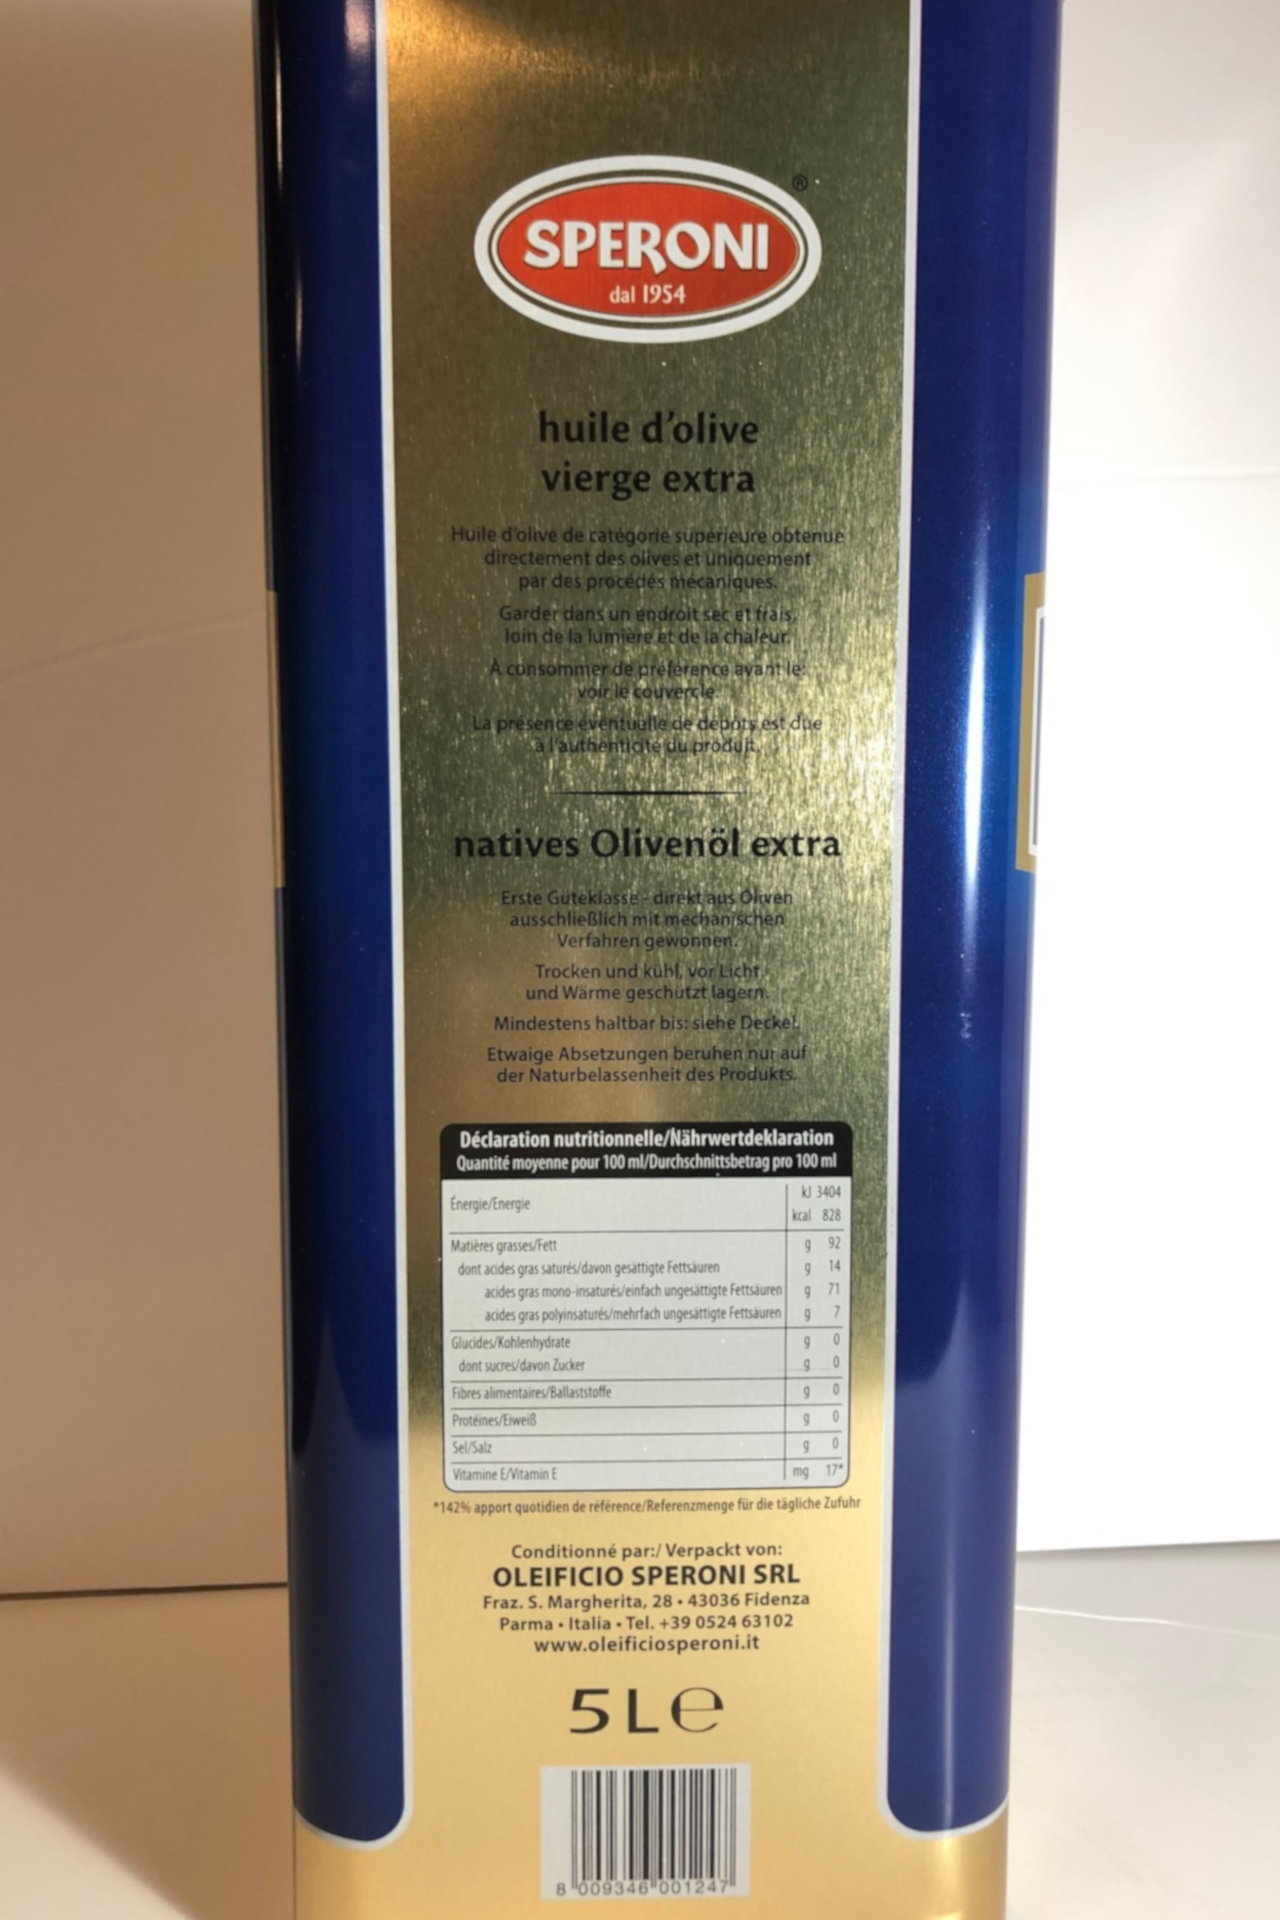 SPERONI
®
dal 1954
huile d'olive
vierge extra
Huile d'olive de catégorie supérieure obtenue
directement des olives et uniquement
par des procédés mécaniques.
Garder dans un endroit sec et frais,
loin de la lumière et de la chaleur.
À consommer de préférence avant le:
voir le couvercle.
La présence éventuelle de dépôts est due
à l'authenticité du produit.
natives Olivenöl extra
Erste Güteklasse - direkt aus Oliven
ausschließlich mit mechanischen
Verfahren gewonnen.
Trocken und kühl, vor Licht
und Wärme geschützt lagern.
Mindestens haltbar bis: siehe Deckel.
Etwaige Absetzungen beruhen nur auf
der Naturbelassenheit des Produkts.
Déclaration nutritionnelle/Nährwertdeklaration
Quantité moyenne pour 100 ml/Durchschnittsbetrag pro 100 ml
Énergie/Energie kJ 3404
kcal 828
Matières grasses/Fett g 92
dont acides gras saturés/davon gesättigte Fettsäuren g 14
acides gras mono-insaturés/einfach ungesättigte Fettsäuren g 71
acides gras polyinsaturés/mehrfach ungesättigte Fettsäuren g 7
Glucides/Kohlenhydrate g 0
dont sucres/davon Zucker g 0
Fibres alimentaires/Ballaststoffe g 0
Protéines/Eiweiß g 0
Sel/Salz g 0
Vitamine E/Vitamin E mg 17*
*142% apport quotidien de référence/Referenzmenge für die tägliche Zufuhr
Conditionné par:/ Verpackt von:
OLEIFICIO SPERONI SRL
Fraz. S. Margherita, 28 • 43036 Fidenza
Parma • Italia • Tel. +39 0524 63102
www.oleificiosperoni.it
5 L ℮
8 009346 001247